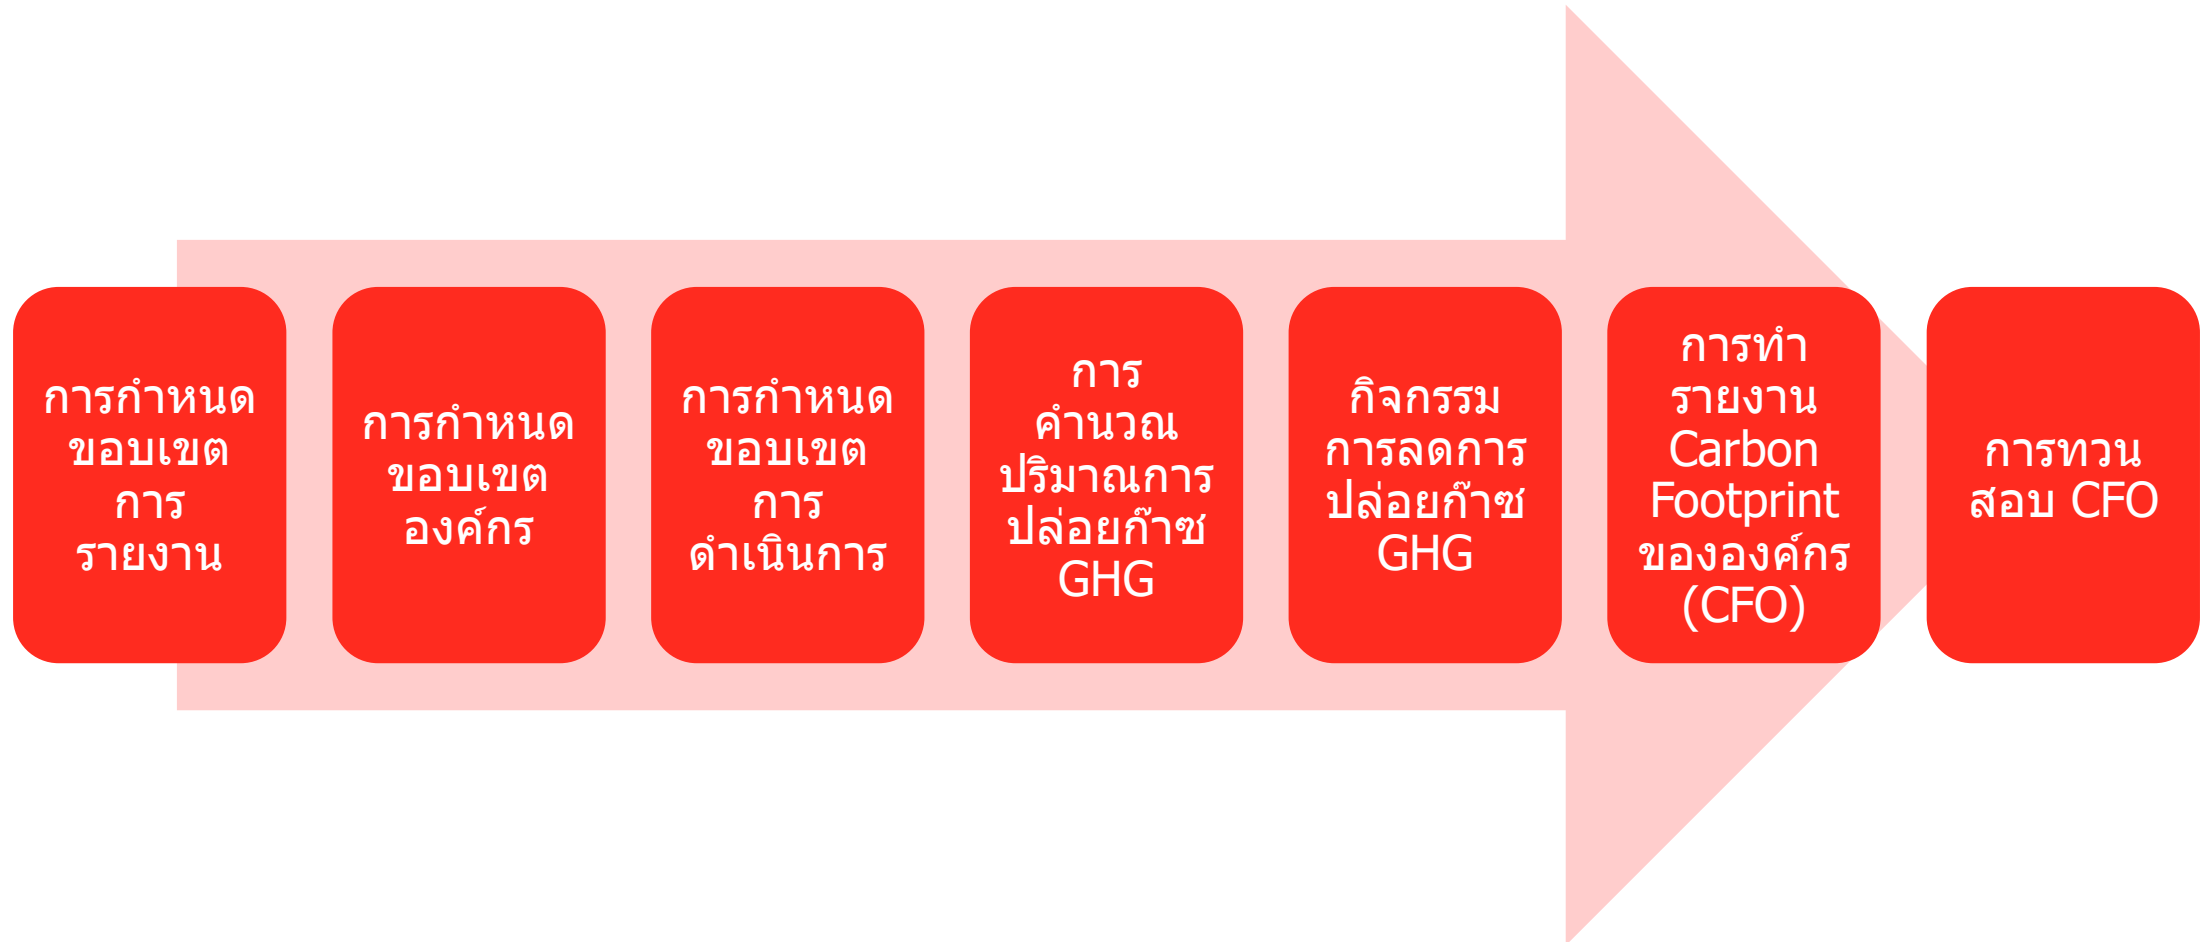 การกำหนด
ขอบเขต
การ
รายงาน
การกำหนด
ขอบเขต
องค์กร
การกำหนด
ขอบเขต
การ
ดำเนินการ
การ
คำนวณ
ปริมาณการ
ปล่อยก๊าซ
GHG
กิจกรรม
การลดการ
ปล่อยก๊าซ
GHG
การทำ
รายงาน
Carbon
Footprint
ขององค์กร
(CFO)
การทวน
สอบ CFO